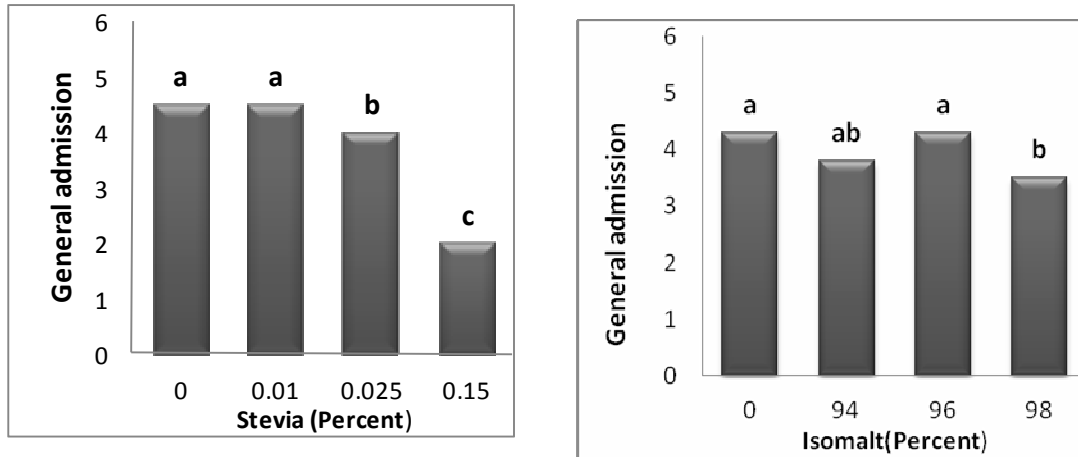 6
5
4
3
2
1
0
General admission
a
a
b
c
0 0.01 0.025 0.15
Stevia (Percent)
6
5
4
3
2
1
0
General admission
a
ab
a
b
0 94 96 98
Isomalt(Percent)